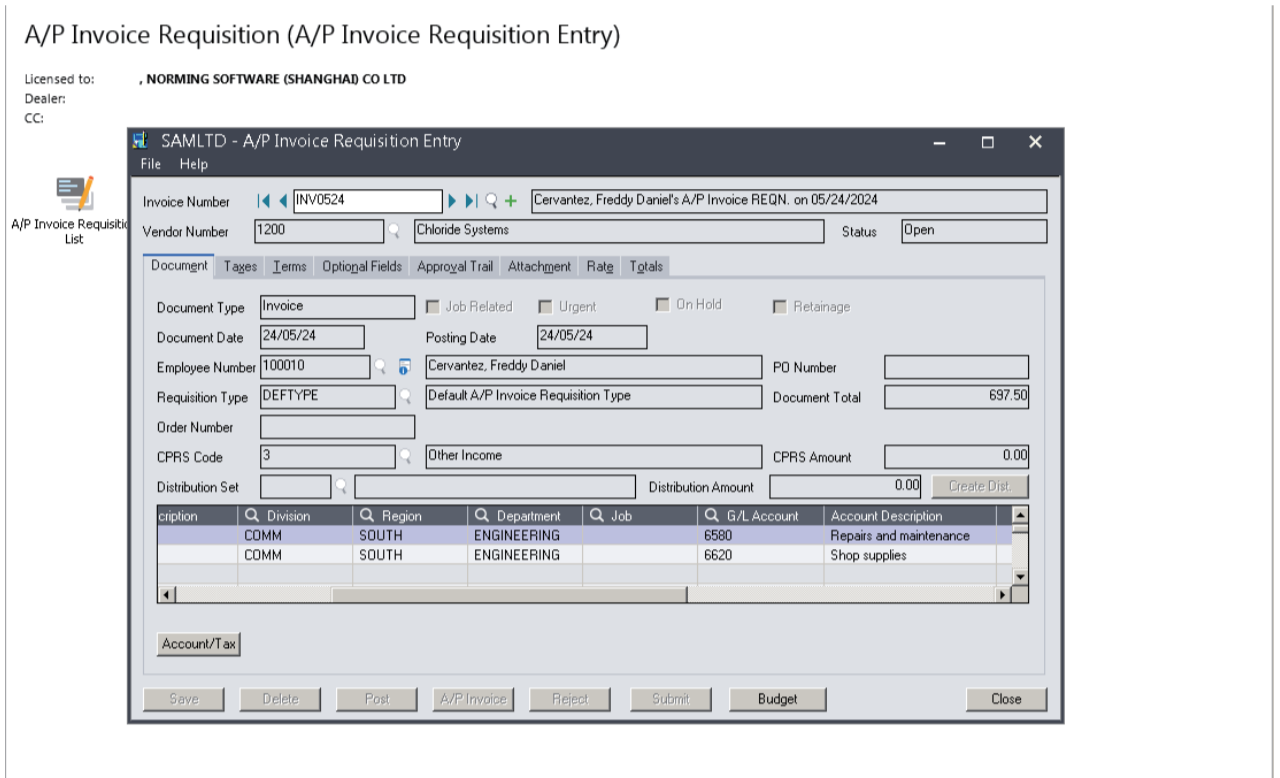 A/P Invoice Requisition (A/P Invoice Requisition Entry)
Licensed to: , NORMING SOFTWARE (SHANGHAI) CO LTD
Dealer:
CC:
A/P Invoice Requisitio
List
SAMLTD - A/P Invoice Requisition Entry
File Help
Invoice Number INV0524 Cervantez, Freddy Daniel's A/P Invoice REQN. on 05/24/2024
Vendor Number 1200 Chloride Systems Status Open
Document Taxes Terms Optional Fields Approval Trail Attachment Rate Totals
Document Type Invoice Job Related Urgent On Hold Retainage
Document Date 24/05/24 Posting Date 24/05/24
Employee Number 100010 Cervantez, Freddy Daniel PO Number
Requisition Type DEFTYPE Default A/P Invoice Requisition Type Document Total 697.50
Order Number
CPRS Code 3 Other Income CPRS Amount 0.00
Distribution Set Distribution Amount 0.00 Create Dist.
cription Division Region Department Job G/L Account Account Description
COMM SOUTH ENGINEERING 6580 Repairs and maintenance
COMM SOUTH ENGINEERING 6620 Shop supplies
Account/Tax
Save Delete Post A/P Invoice Reject Submit Budget Close